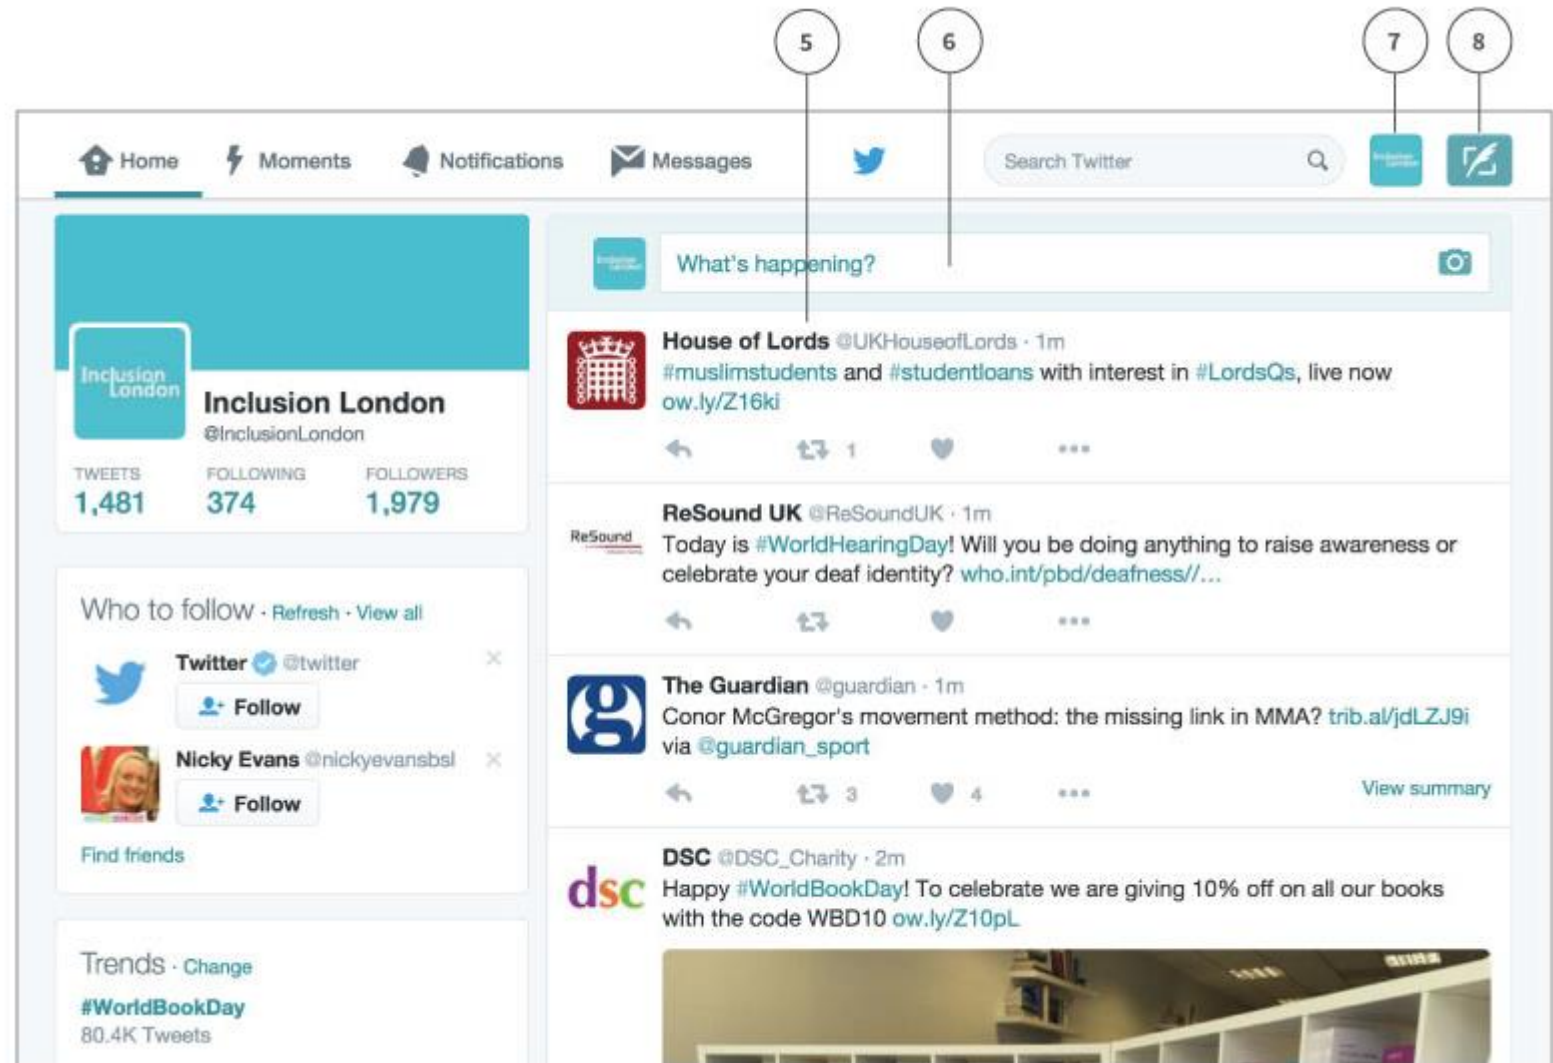 5
6
7
8
Home
Moments
Notifications
Messages
Search Twitter
Inclusion
London
Inclusion London
@InclusionLondon
TWEETS
FOLLOWING
FOLLOWERS
1,481
374
1,979
Who to follow · Refresh · View all
Twitter @twitter
Follow
Nicky Evans @nickyevansbsl
Follow
Find friends
Trends · Change
#WorldBookDay
80.4K Tweets
What's happening?
House of Lords @UKHouseofLords · 1m
#muslimstudents and #studentloans with interest in #LordsQs, live now
ow.ly/Z16ki
1
ReSound
ReSound UK @ReSoundUK · 1m
Today is #WorldHearingDay! Will you be doing anything to raise awareness or
celebrate your deaf identity? who.int/pbd/deafness//...
g
The Guardian @guardian · 1m
Conor McGregor's movement method: the missing link in MMA? trib.al/jdLZJ9i
via @guardian_sport
3
4
View summary
dsc
DSC @DSC_Charity · 2m
Happy #WorldBookDay! To celebrate we are giving 10% off on all our books
with the code WBD10 ow.ly/Z10pL